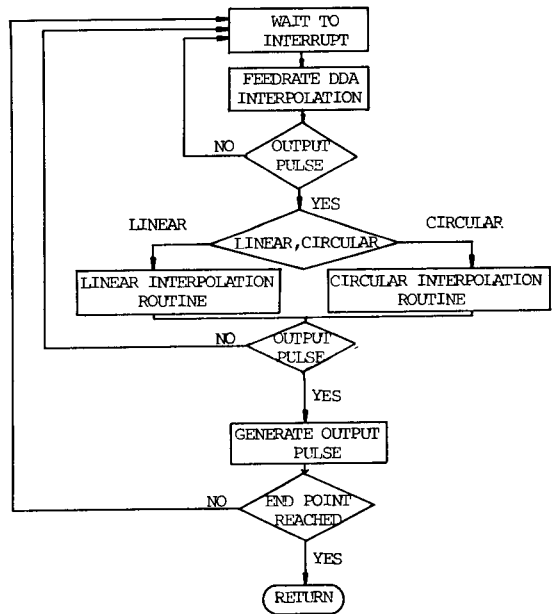 WAIT TO
INTERRUPT
FEEDRATE DDA
INTERPOLATION
NO
OUTPUT
PULSE
YES
LINEAR
CIRCULAR
LINEAR,CIRCULAR
LINEAR INTERPOLATION
ROUTINE
CIRCULAR INTERPOLATION
ROUTINE
NO
OUTPUT
PULSE
YES
GENERATE OUTPUT
PULSE
NO
END POINT
REACHED
YES
RETURN